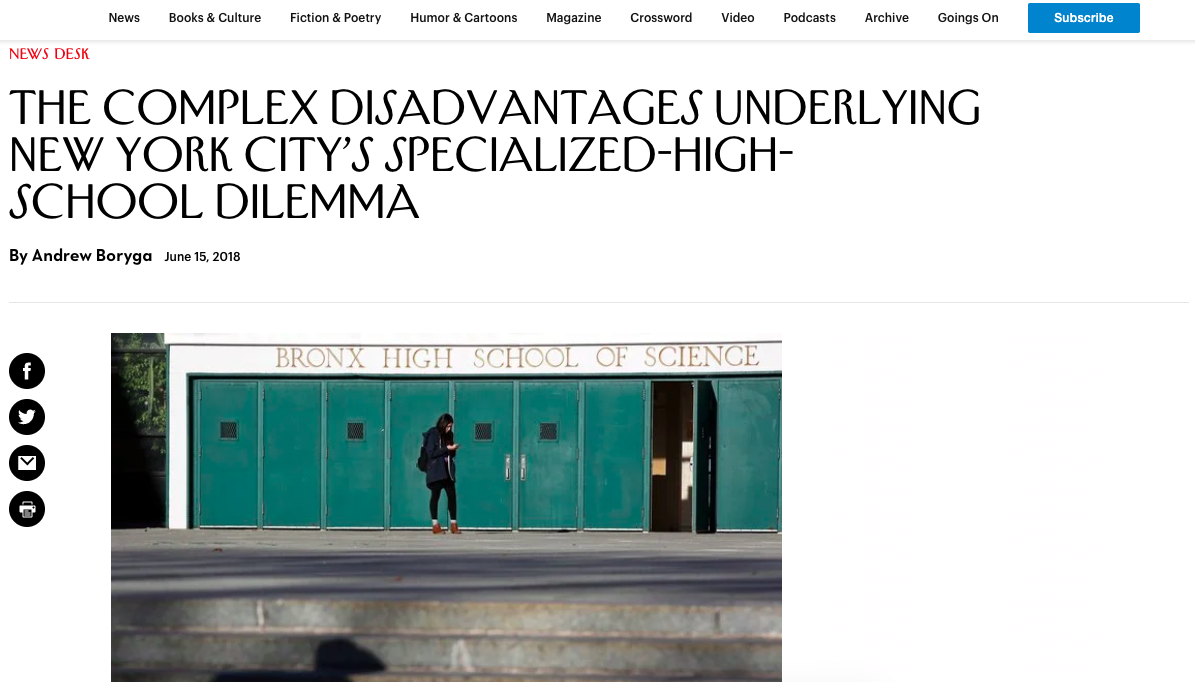 News Books & Culture Fiction & Poetry Humor & Cartoons Magazine Crossword Video Podcasts Archive Goings On Subscribe
NEWS DESK
THE COMPLEX DISADVANTAGES UNDERLYING
NEW YORK CITY’S SPECIALIZED-HIGH-
SCHOOL DILEMMA
By Andrew Boryga June 15, 2018
BRONX HIGH SCHOOL OF SCIENCE